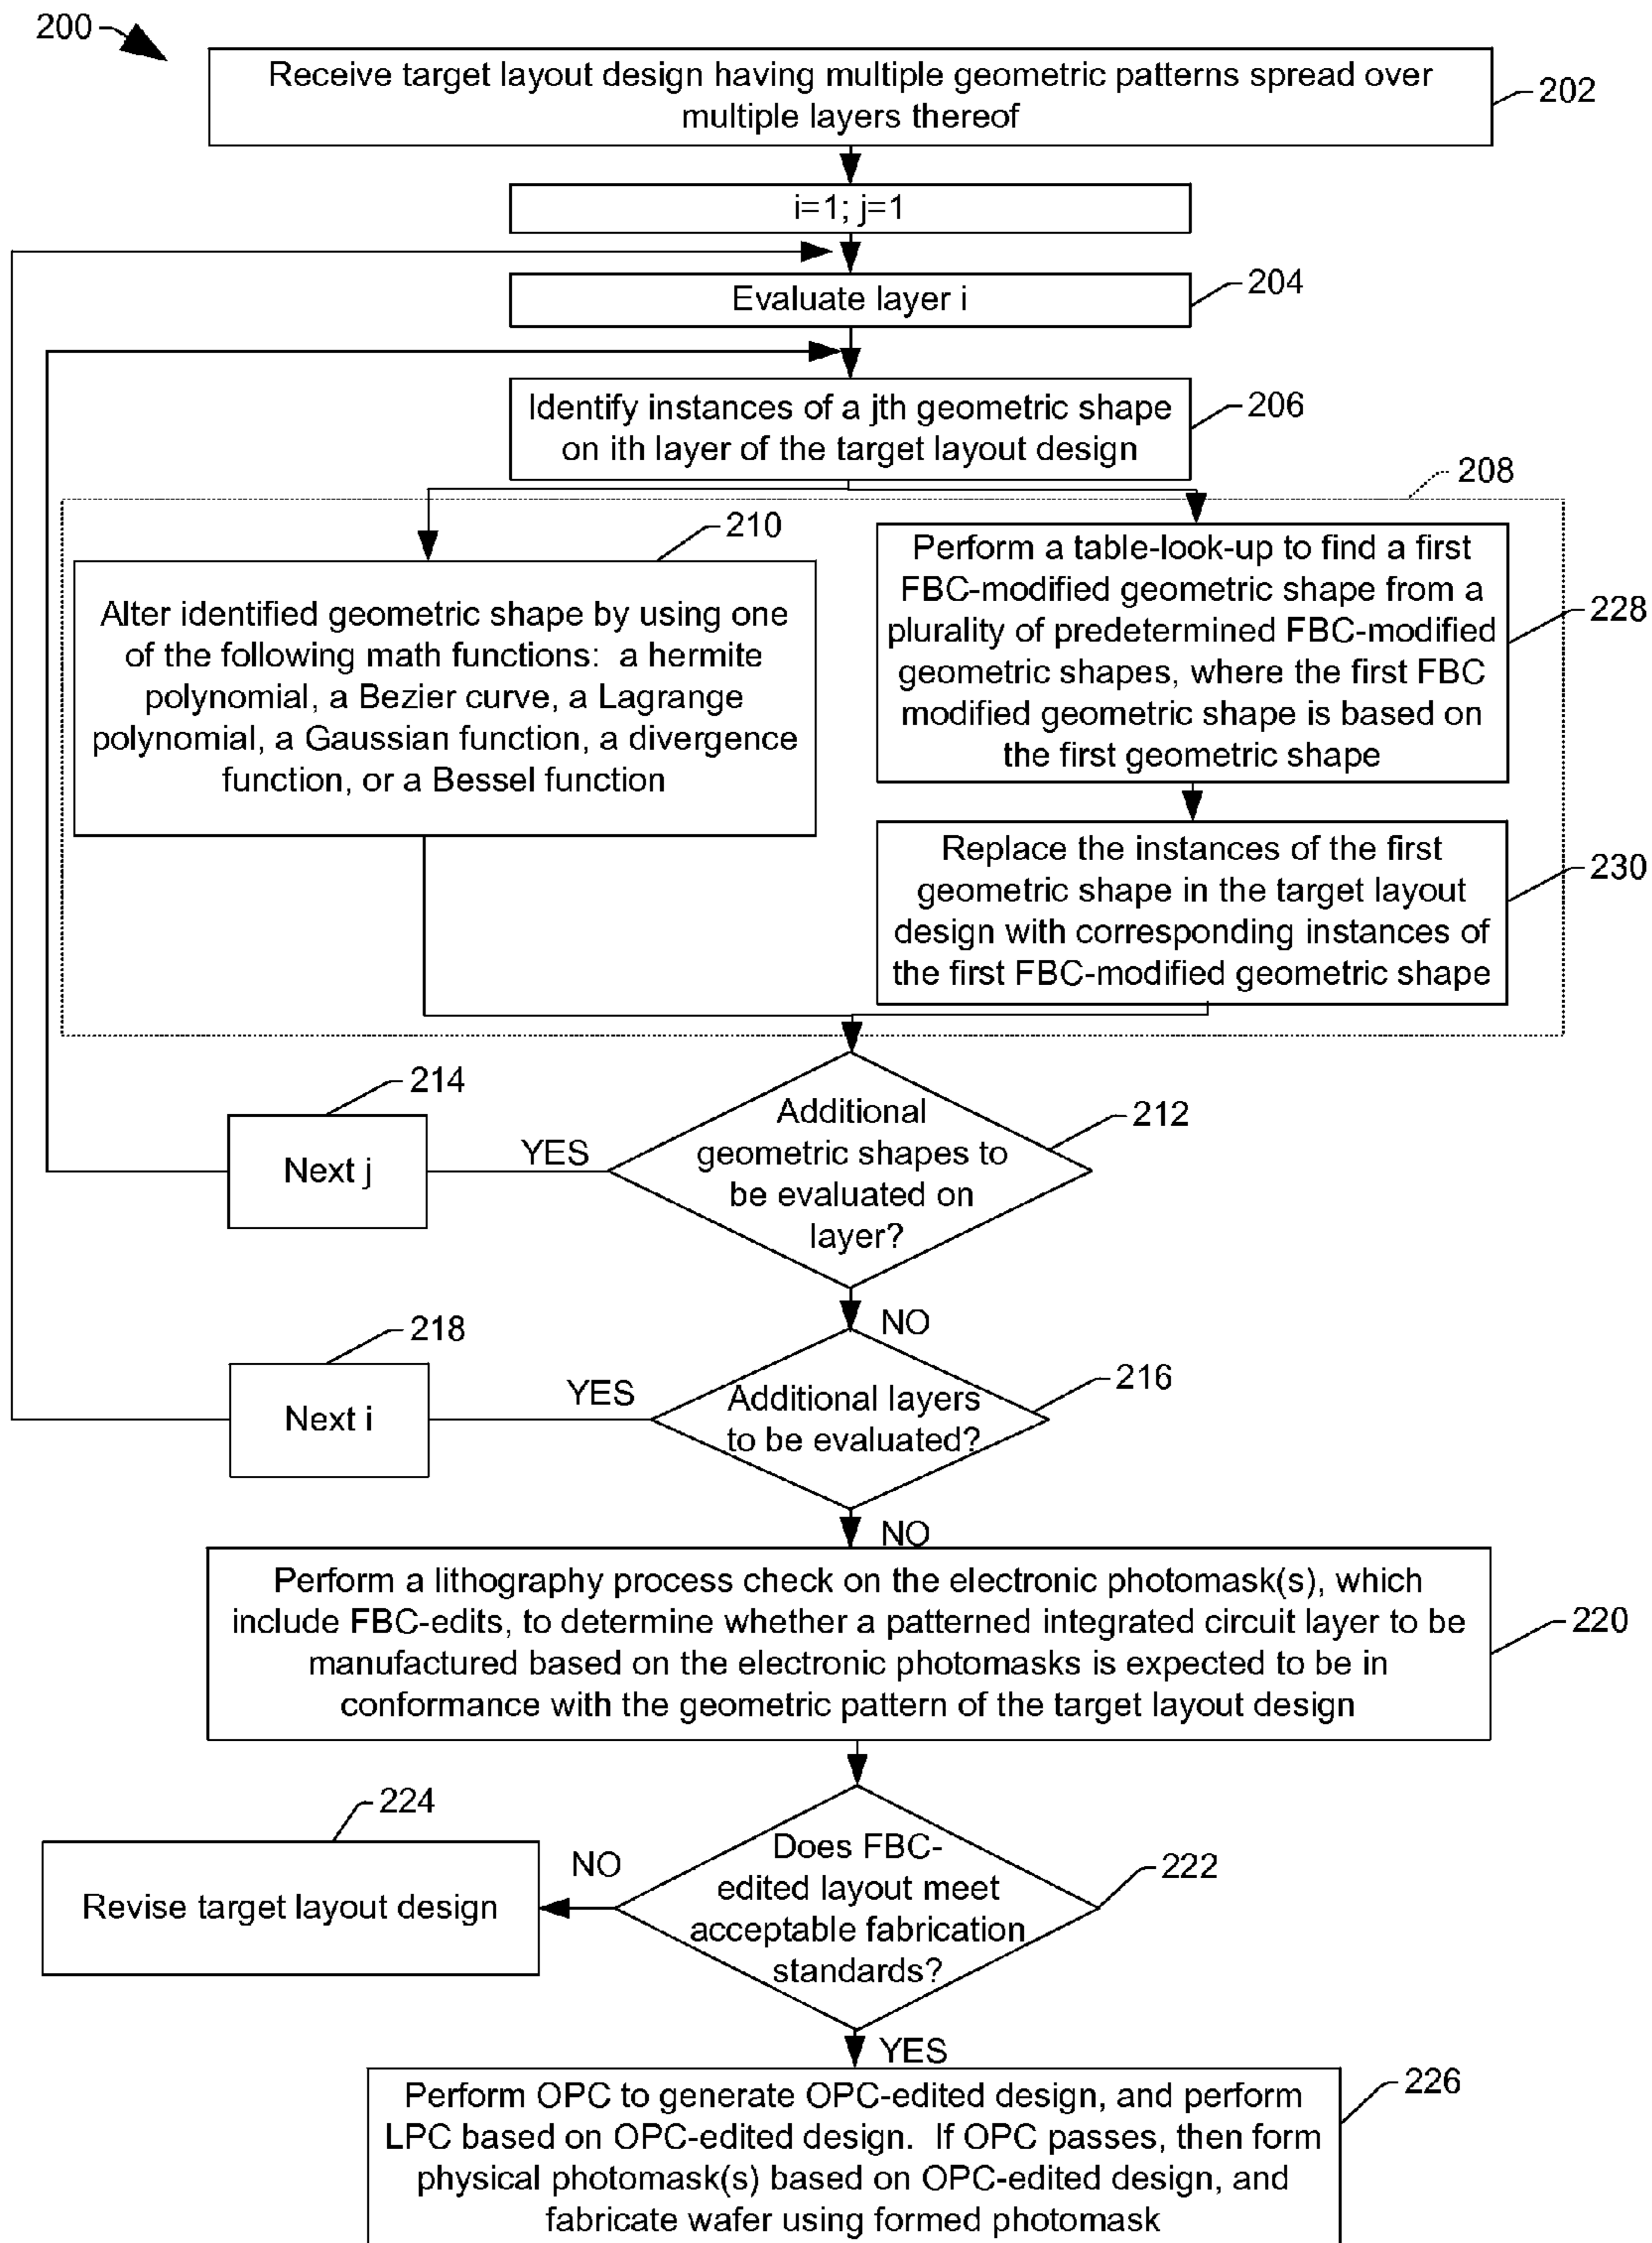 200
Receive target layout design having multiple geometric patterns spread over
multiple layers thereof
202
i=1; j=1
Evaluate layer i
204
Identify instances of a jth geometric shape
on ith layer of the target layout design
206
208
210
Alter identified geometric shape by using one
of the following math functions: a hermite
polynomial, a Bezier curve, a Lagrange
polynomial, a Gaussian function, a divergence
function, or a Bessel function
Perform a table-look-up to find a first
FBC-modified geometric shape from a
plurality of predetermined FBC-modified
geometric shapes, where the first FBC
modified geometric shape is based on
the first geometric shape
228
Replace the instances of the first
geometric shape in the target layout
design with corresponding instances of
the first FBC-modified geometric shape
230
214
Next j
YES
Additional
geometric shapes to
be evaluated on
layer?
212
NO
218
Next i
YES
Additional layers
to be evaluated?
216
NO
Perform a lithography process check on the electronic photomask(s), which
include FBC-edits, to determine whether a patterned integrated circuit layer to be
manufactured based on the electronic photomasks is expected to be in
conformance with the geometric pattern of the target layout design
220
224
Revise target layout design
NO
Does FBC-
edited layout meet
acceptable fabrication
standards?
222
YES
Perform OPC to generate OPC-edited design, and perform
LPC based on OPC-edited design. If OPC passes, then form
physical photomask(s) based on OPC-edited design, and
fabricate wafer using formed photomask
226